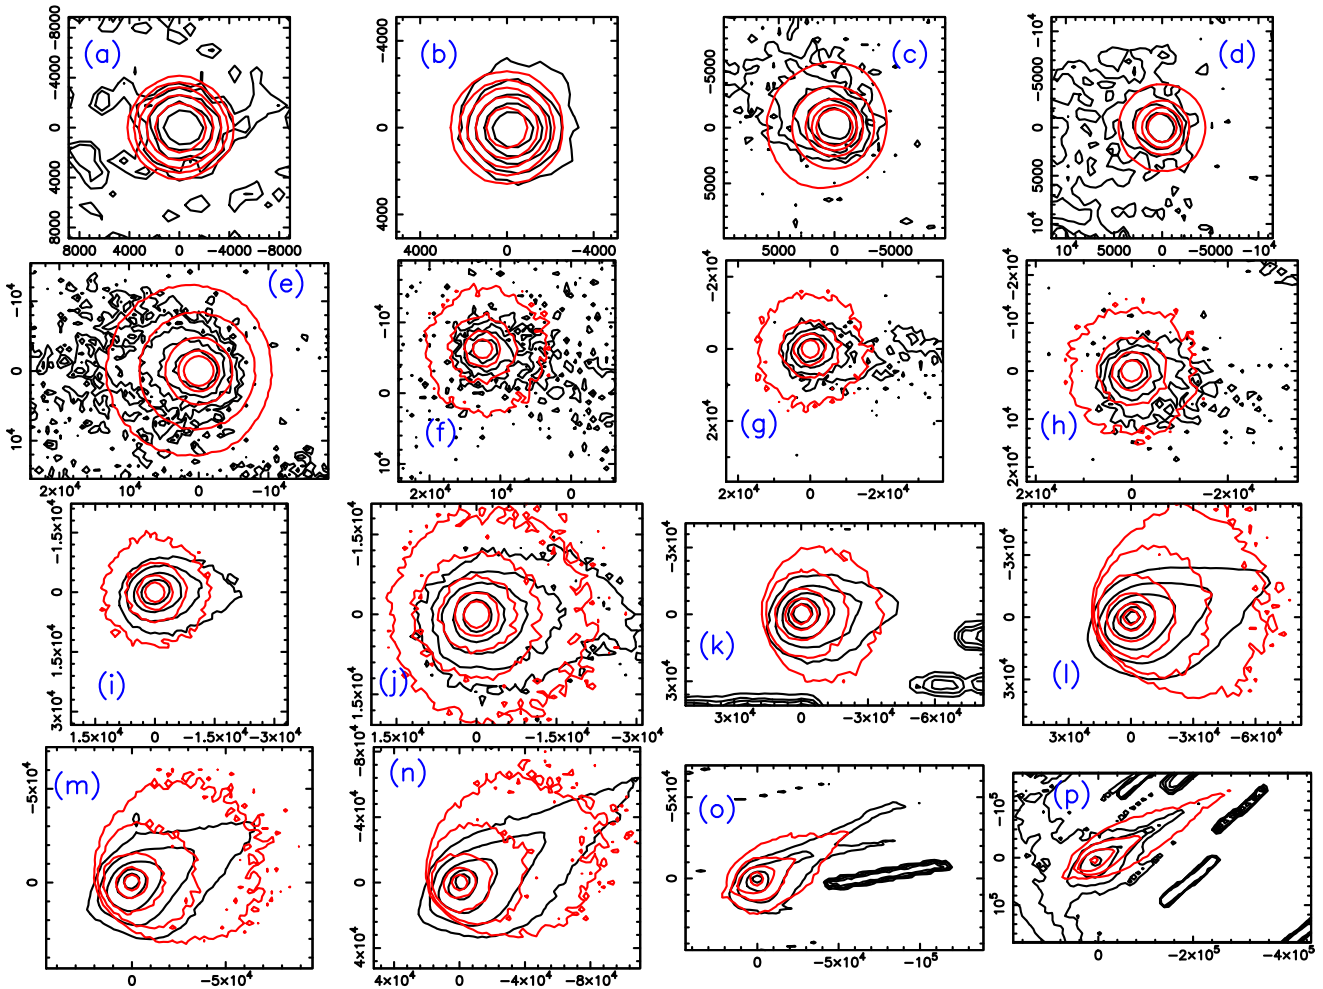 (a) (b) (c) (d)
−8000 −4000 0 4000 8000
−4000 0 4000
−5000 0 5000
−10⁴ −5000 0 5000 10⁴
8000 4000 0 −4000 −8000
4000 0 −4000
5000 0 −5000
10⁴ 5000 0 −5000 −10⁴
(e) (f) (g) (h)
−10⁴ 0 10⁴
−10⁴ 0 10⁴
−2×10⁴ 0 2×10⁴
−2×10⁴ −10⁴ 0 10⁴ 2×10⁴
2×10⁴ 10⁴ 0 −10⁴
2×10⁴ 10⁴ 0
2×10⁴ 0 −2×10⁴
2×10⁴ 0 −2×10⁴
(i) (j) (k) (l)
−1.5×10⁴ 0 1.5×10⁴ 3×10⁴
−1.5×10⁴ 0 1.5×10⁴
−3×10⁴ 0 3×10⁴
−3×10⁴ 0 3×10⁴
1.5×10⁴ 0 −1.5×10⁴ −3×10⁴
1.5×10⁴ 0 −1.5×10⁴ −3×10⁴
3×10⁴ 0 −3×10⁴ −6×10⁴
3×10⁴ 0 −3×10⁴ −6×10⁴
(m) (n) (o) (p)
−5×10⁴ 0
−8×10⁴ −4×10⁴ 0 4×10⁴
−5×10⁴ 0
−10⁵ 0 10⁵
0 −5×10⁴
4×10⁴ 0 −4×10⁴ −8×10⁴
0 −5×10⁴ −10⁵
0 −2×10⁵ −4×10⁵